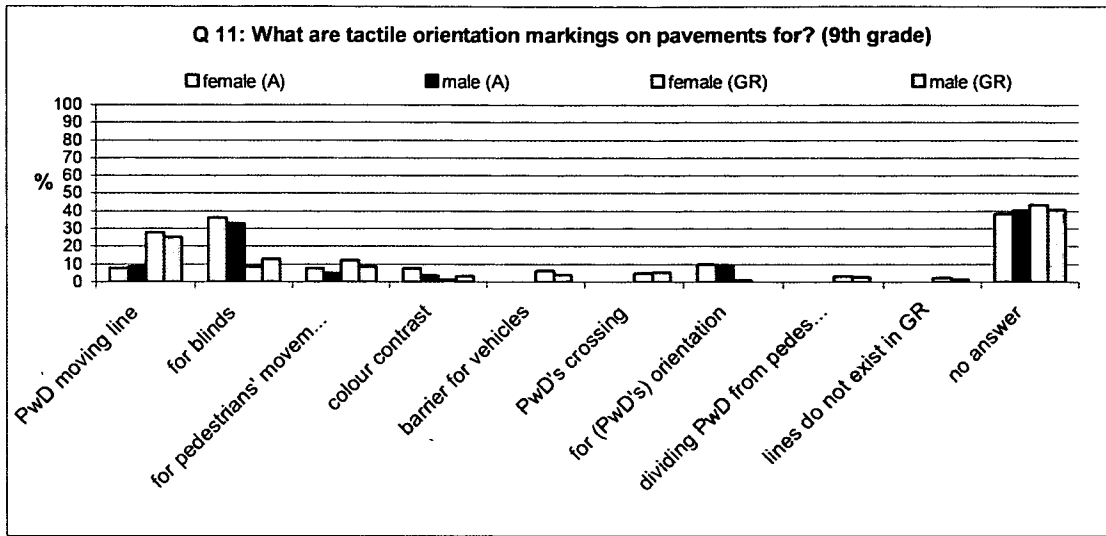 Q 11: What are tactile orientation markings on pavements for? (9th grade)
female (A) male (A) female (GR) male (GR)
100
90
80
70
60
50
40
30
20
10
0
%
PwD moving line
for blinds
for pedestrians' movem...
colour contrast
barrier for vehicles
PwD's crossing
for (PwD's) orientation
dividing PwD from pedes...
lines do not exist in GR
no answer